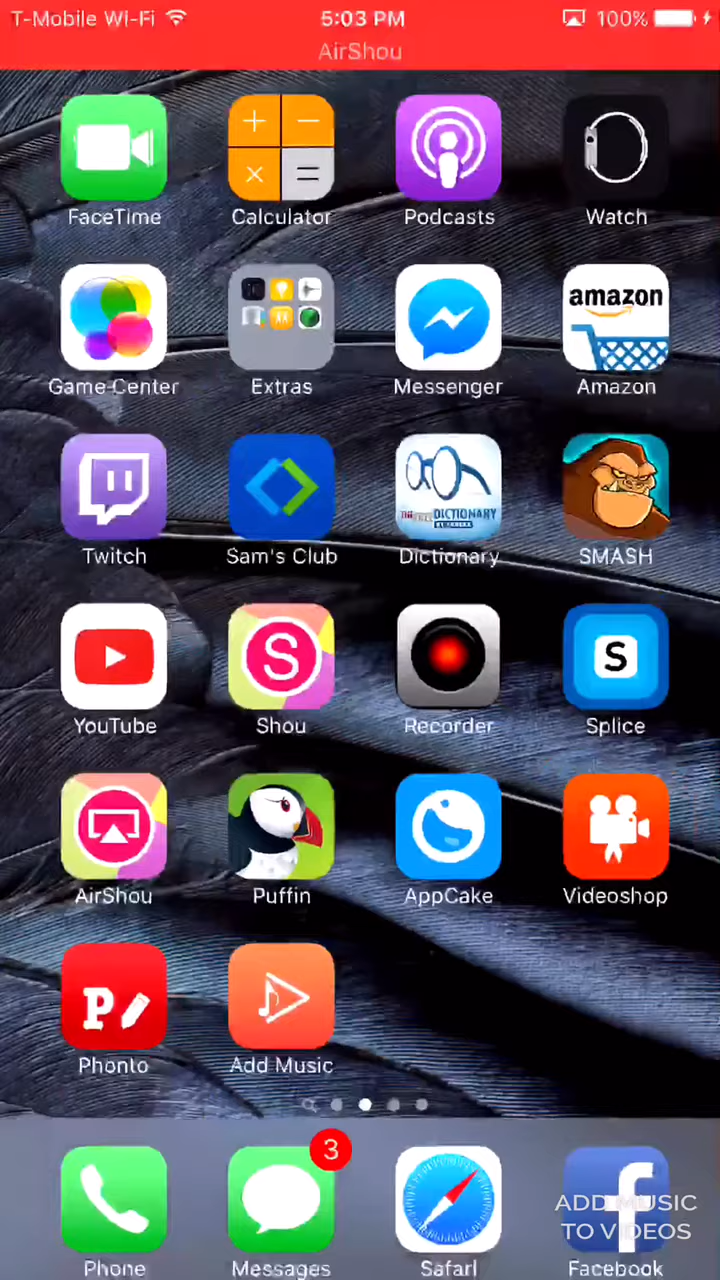 T-Mobile Wi-Fi 5:03 PM 100%
AirShou
FaceTime Calculator Podcasts Watch
amazon
Game Center Extras Messenger Amazon
DICTIONARY
Twitch Sam's Club Dictionary SMASH
S S
YouTube Shou Recorder Splice
AirShou Puffin AppCake Videoshop
P
Phonto Add Music
3
f
ADD MUSIC
TO VIDEOS
Phone Messages Safari Facebook